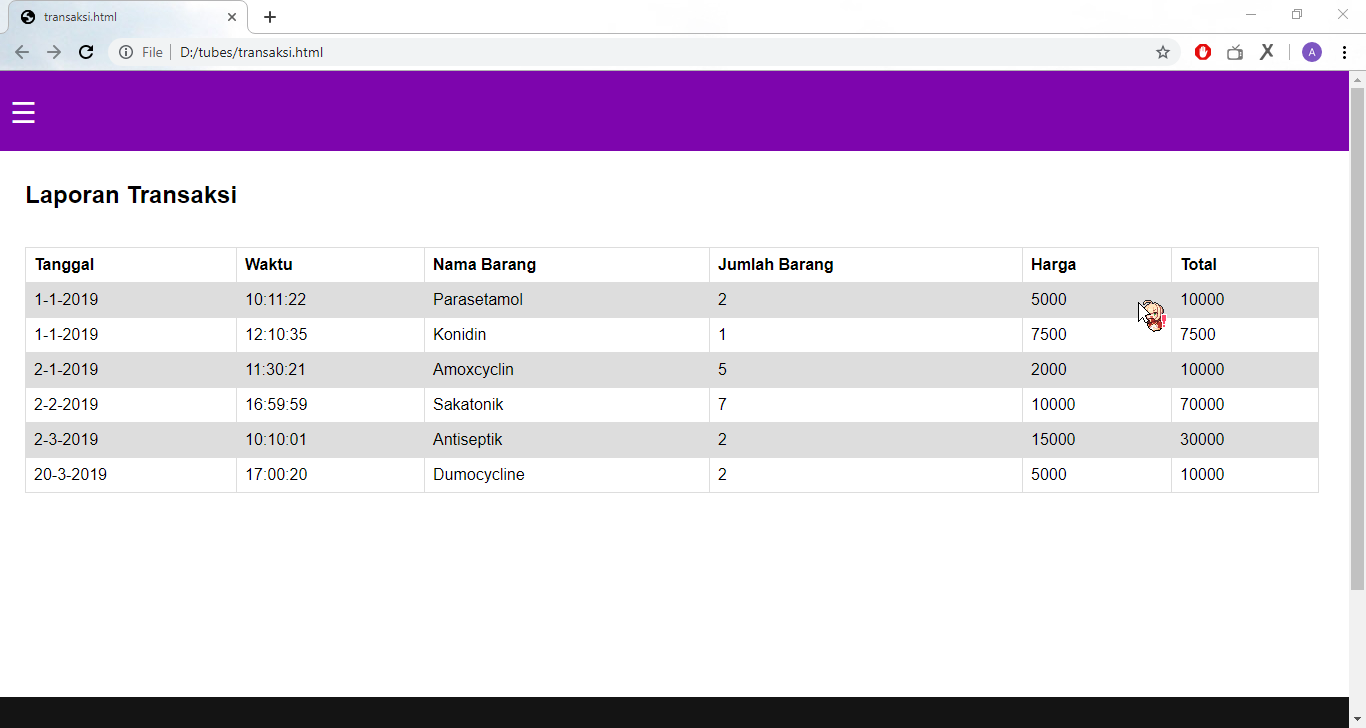 transaksi.html
File D:/tubes/transaksi.html A
Laporan Transaksi
Tanggal Waktu Nama Barang Jumlah Barang Harga Total
1-1-2019 10:11:22 Parasetamol 2 5000 10000
1-1-2019 12:10:35 Konidin 1 7500 7500
2-1-2019 11:30:21 Amoxcyclin 5 2000 10000
2-2-2019 16:59:59 Sakatonik 7 10000 70000
2-3-2019 10:10:01 Antiseptik 2 15000 30000
20-3-2019 17:00:20 Dumocycline 2 5000 10000